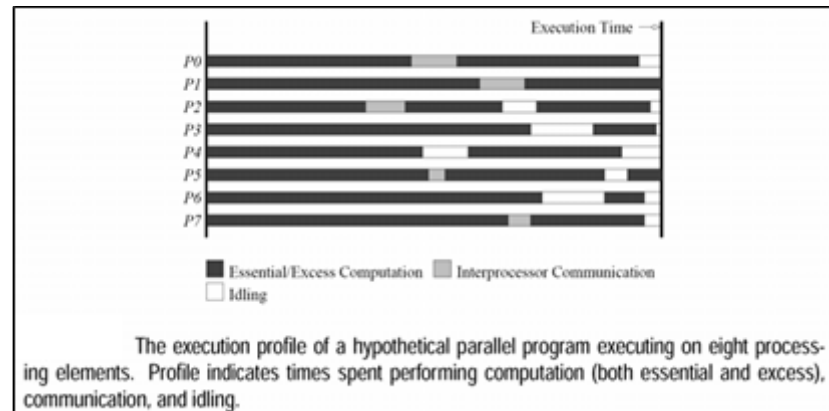 Execution Time
P0
P1
P2
P3
P4
P5
P6
P7
Essential/Excess Computation Interprocessor Communication
Idling
The execution profile of a hypothetical parallel program executing on eight process-
ing elements. Profile indicates times spent performing computation (both essential and excess),
communication, and idling.